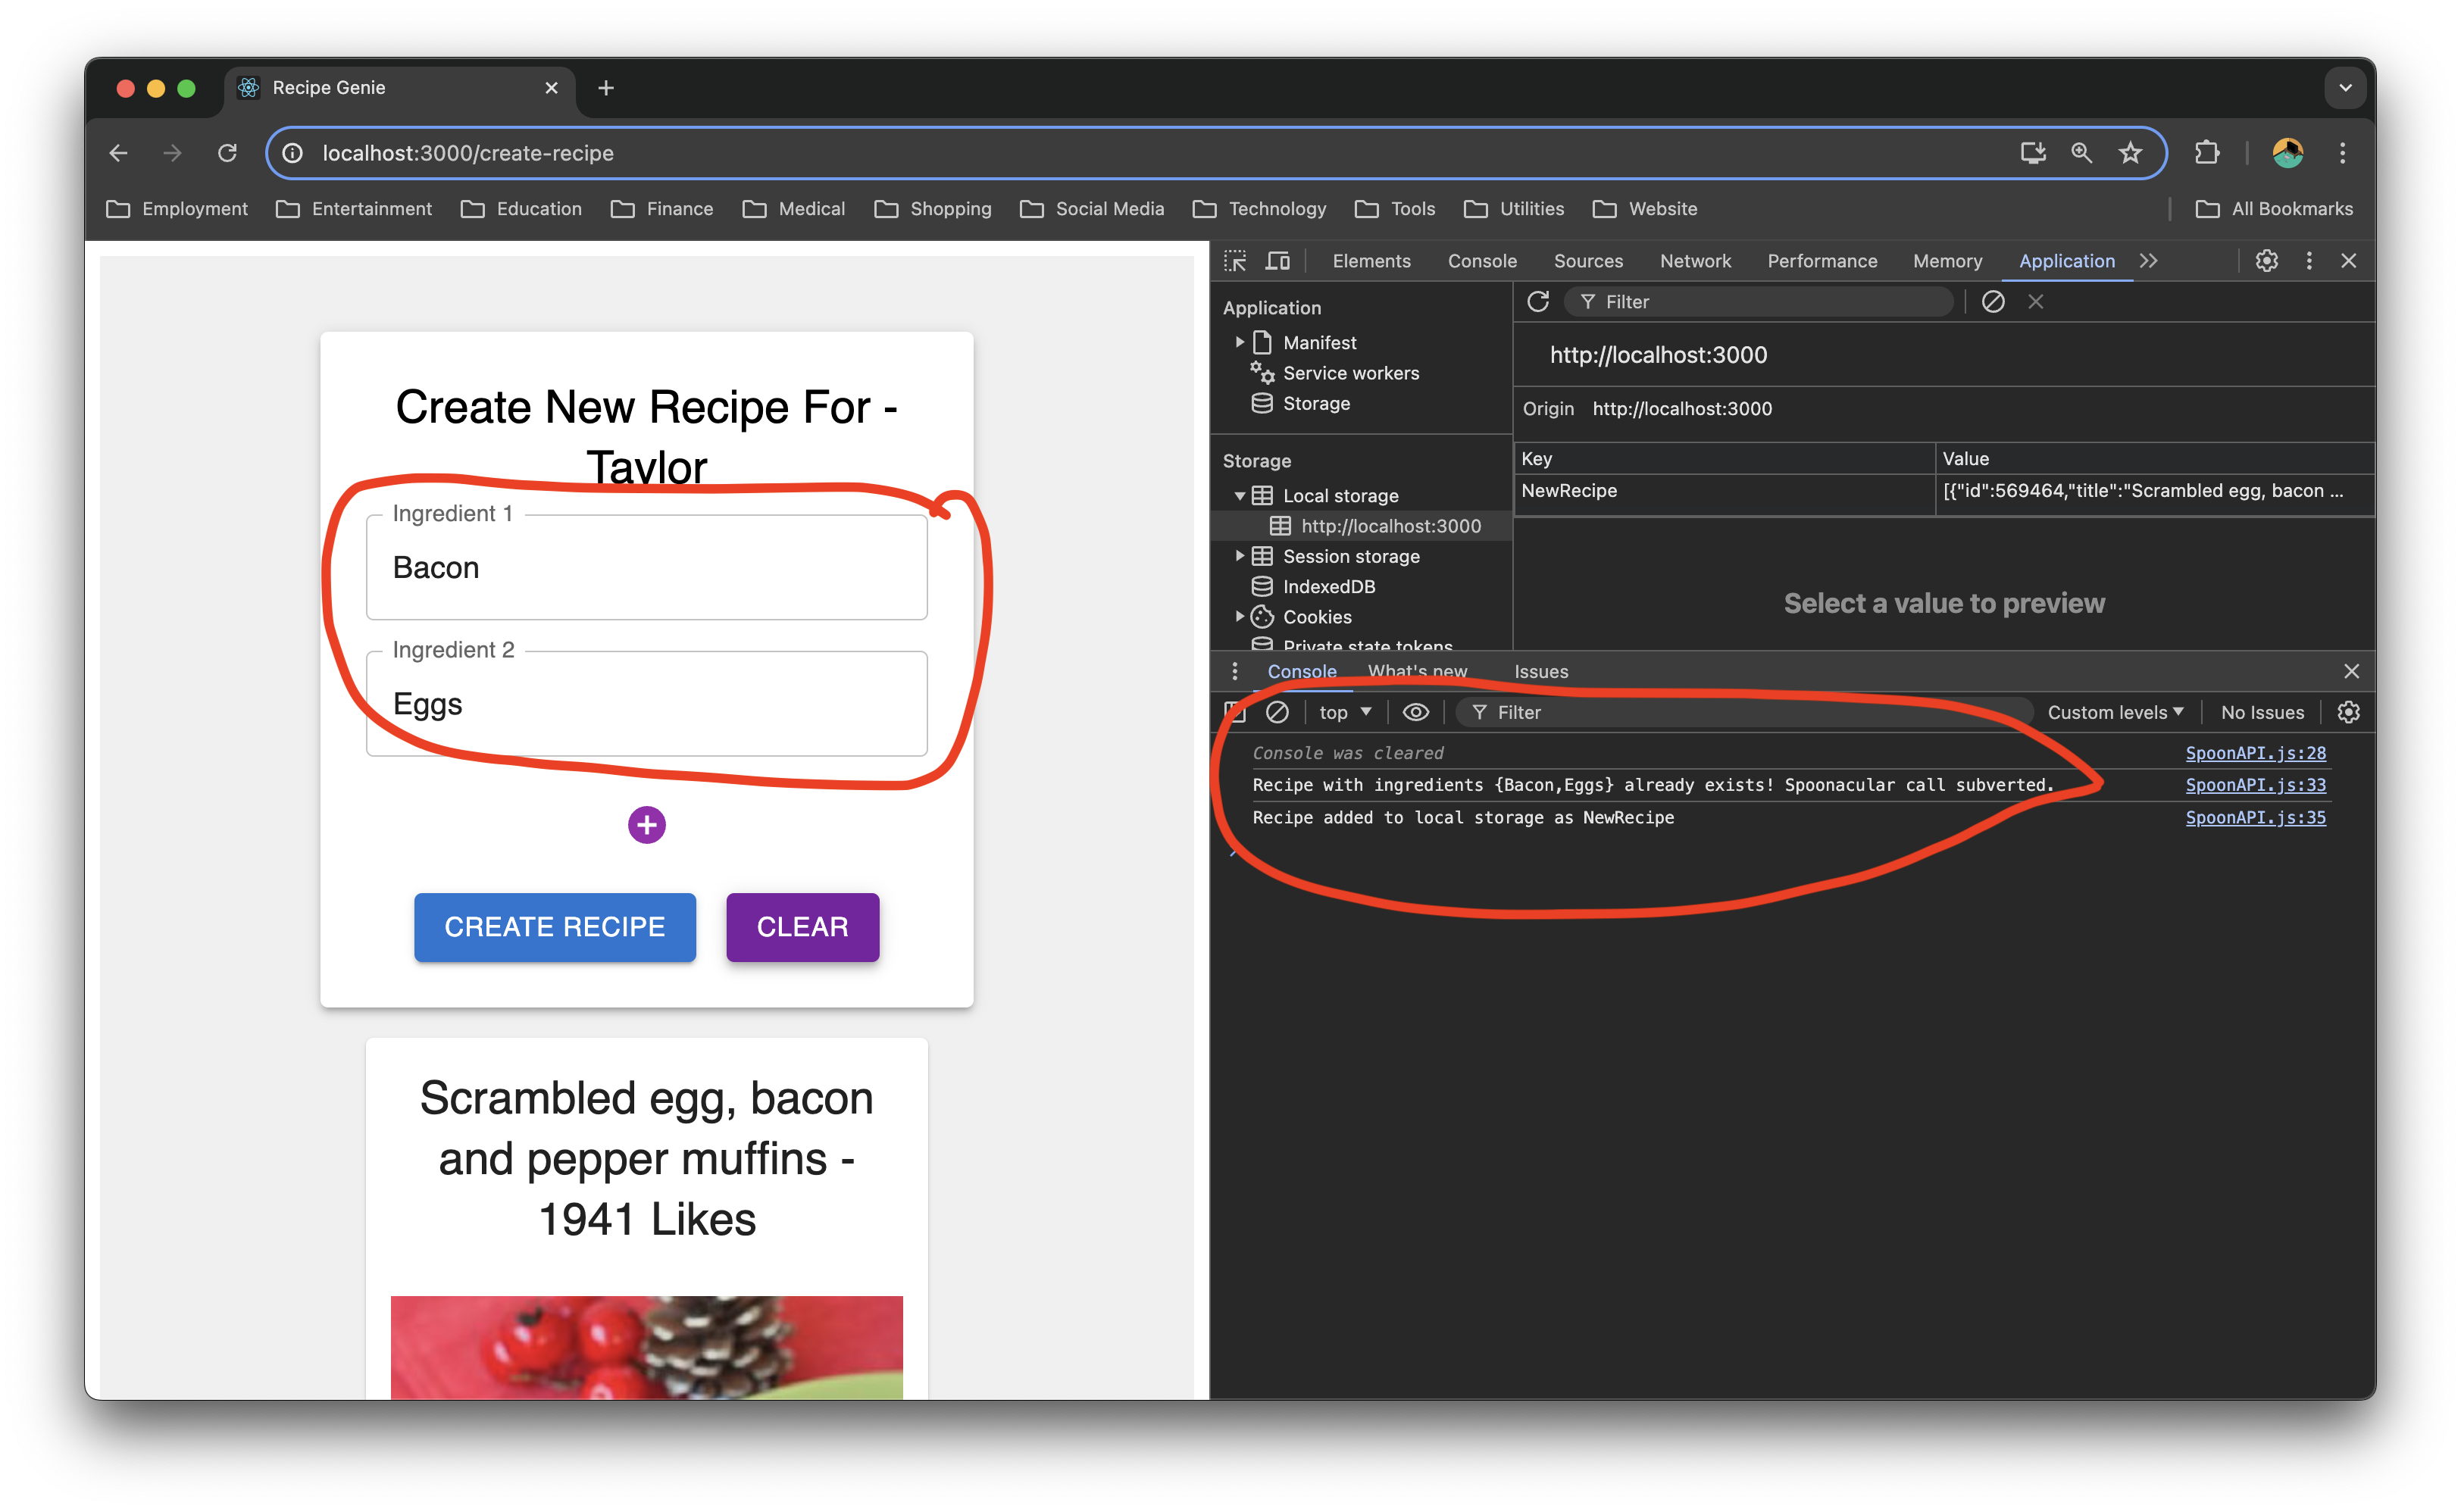 Recipe Genie
localhost:3000/create-recipe
Employment Entertainment Education Finance Medical Shopping Social Media Technology Tools Utilities Website All Bookmarks
Create New Recipe For -
Taylor
Ingredient 1
Bacon
Ingredient 2
Eggs
CREATE RECIPE CLEAR
Scrambled egg, bacon
and pepper muffins -
1941 Likes
Elements Console Sources Network Performance Memory Application
Application
Manifest
Service workers
Storage
Storage
Local storage
http://localhost:3000
Session storage
IndexedDB
Cookies
Private state tokens
Filter
http://localhost:3000
Origin http://localhost:3000
Key Value
NewRecipe [{"id":569464,"title":"Scrambled egg, bacon ...
Select a value to preview
Console What's new Issues
top Filter Custom levels No Issues
Console was cleared SpoonAPI.js:28
Recipe with ingredients {Bacon,Eggs} already exists! Spoonacular call subverted. SpoonAPI.js:33
Recipe added to local storage as NewRecipe SpoonAPI.js:35